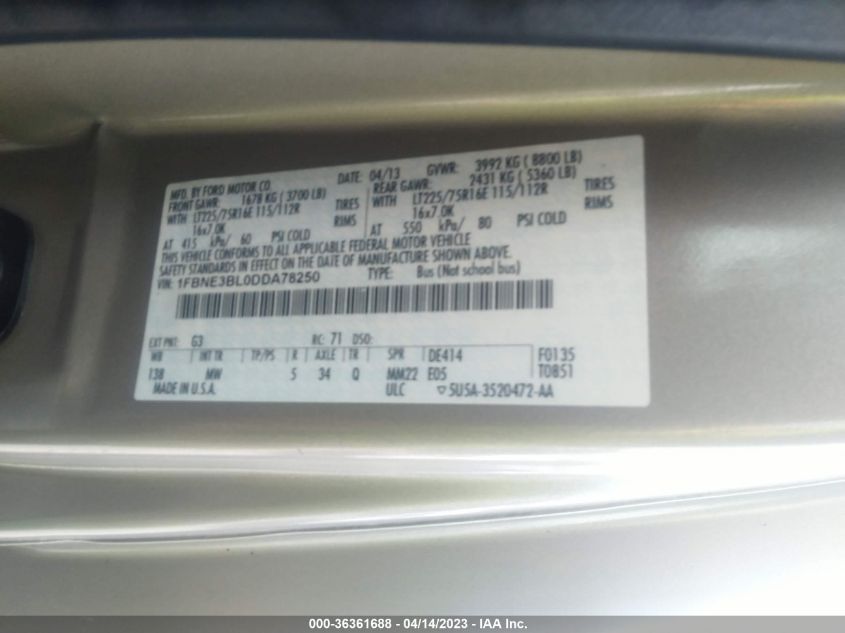 MFD. BY FORD MOTOR CO. DATE: 04/13 GVWR: 3992 KG ( 8800 LB)
FRONT GAWR: 1678 KG ( 3700 LB) REAR GAWR: 2431 KG ( 5360 LB)
WITH LT225/75R16E 115/112R TIRES WITH LT225/75R16E 115/112R TIRES
16x7.0K RIMS 16x7.0K RIMS
AT 415 kPa/ 60 PSI COLD AT 550 kPa/ 80 PSI COLD
THIS VEHICLE CONFORMS TO ALL APPLICABLE FEDERAL MOTOR VEHICLE
SAFETY STANDARDS IN EFFECT ON THE DATE OF MANUFACTURE SHOWN ABOVE.
VIN: 1FBNE3BL0DDA78250 TYPE: Bus (Not school bus)
EXT PNT: G3 RC: 71 DSO:
WB INT TR TP/PS R AXLE TR SPR DE414 F0135
138 MW 5 34 Q MM22 E05 T0851
MADE IN U.S.A. ULC ▽ 5U5A-3520472-AA
000-36361688 - 04/14/2023 - IAA Inc.